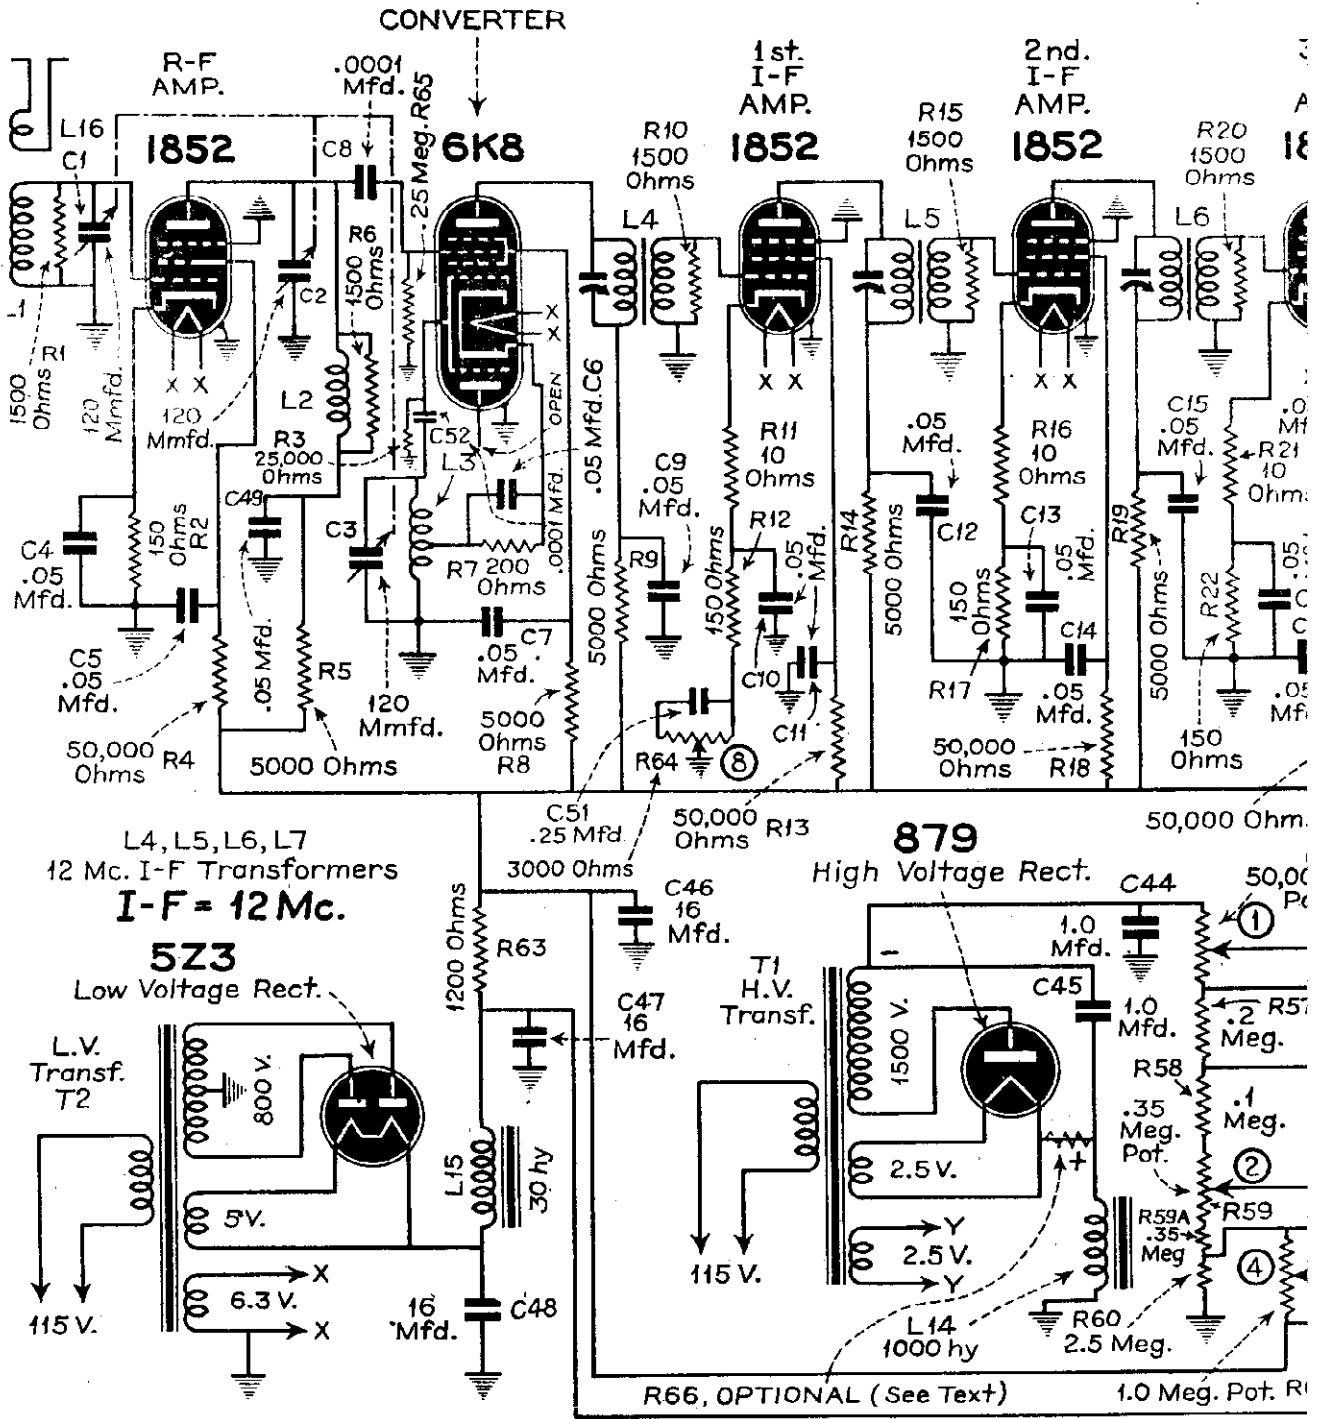 CONVERTER
R-F
AMP.
.0001
Mfd.
.25 Meg. R65
1st.
I-F
AMP.
2nd.
I-F
AMP.
L16
C1
1852
C8
6K8
R10
1500
Ohms
1852
R15
1500
Ohms
1852
R20
1500
Ohms
L4
L5
L6
R6
1500
Ohms
C2
R1
1500
Ohms
120
Mmfd.
X X
120
Mmfd.
L2
R3
25,000
Ohms
C52
L3
X
X
OPEN
.0001 Mfd.
.05 Mfd. C6
X X
X X
R11
10
Ohms
.05
Mfd.
R16
10
Ohms
C15
.05
Mfd.
R21
10
Ohms
C4
.05
Mfd.
150
Ohms
R2
C49
.05 Mfd.
C3
R7
200
Ohms
5000 Ohms
R9
C9
.05
Mfd.
R12
150 Ohms
.05
Mfd.
R14
5000 Ohms
C12
C13
.05
Mfd.
150
Ohms
R19
5000 Ohms
R22
.05
C5
.05
Mfd.
R5
120
Mmfd.
C7
.05
Mfd.
C10
C11
R17
C14
.05
Mfd.
150
Ohms
50,000
Ohms
R4
5000 Ohms
5000
Ohms
R8
R64
8
50,000
Ohms
R18
C51
.25 Mfd.
50,000
Ohms
R13
3000 Ohms
50,000 Ohm
L4, L5, L6, L7
12 Mc. I-F Transformers
I-F = 12 Mc.
879
High Voltage Rect.
5Z3
Low Voltage Rect.
1200 Ohms
R63
C46
16
Mfd.
C44
1.0
Mfd.
1
T1
H.V.
Transf.
-
C45
1.0
Mfd.
R57
.2
Meg.
C47
16
Mfd.
L.V.
Transf.
T2
800 V.
1500 V.
R58
.1
Meg.
.35
Meg.
Pot.
2
R59
R59A
.35
Meg
L15
30 hy
+
2.5 V.
5 V.
Y
2.5 V.
Y
4
115 V.
X
6.3 V.
X
16
Mfd.
C48
115 V.
L14
1000 hy
R60
2.5 Meg.
R66, OPTIONAL (See Text)
1.0 Meg. Pot.